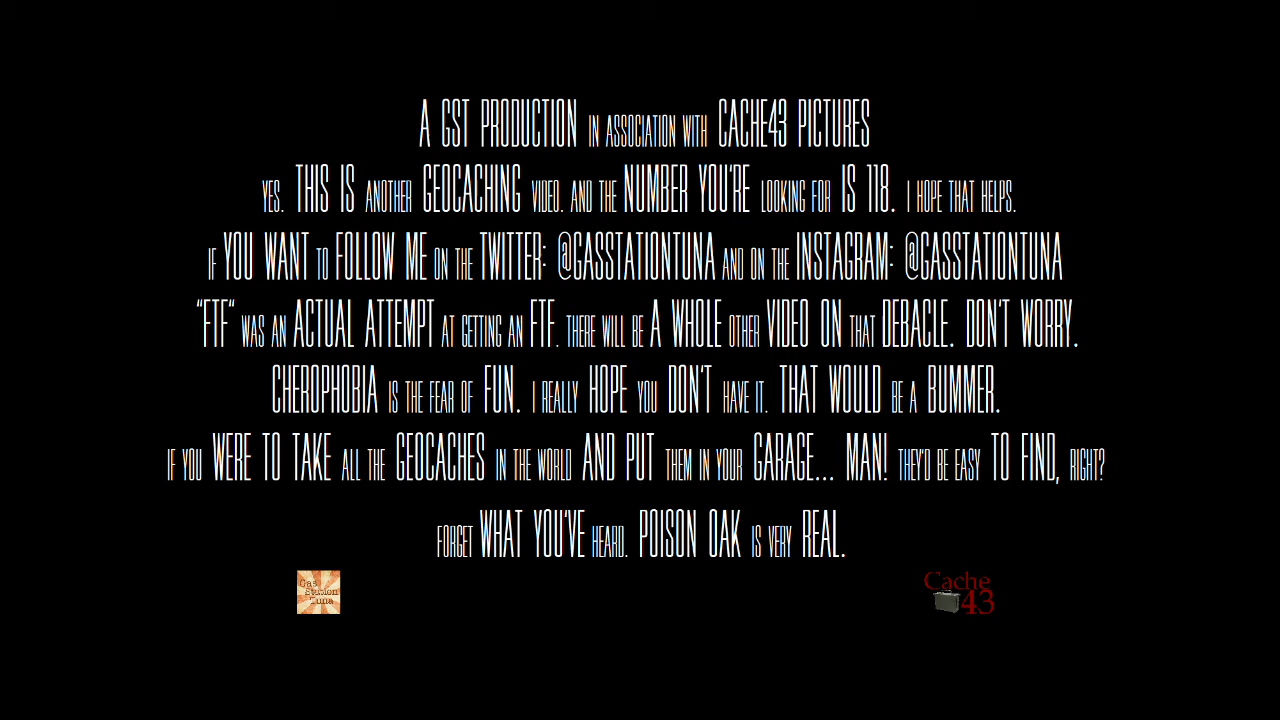 A GST PRODUCTION IN ASSOCIATION WITH CACHE43 PICTURES
YES. THIS IS ANOTHER GEOCACHING VIDEO. AND THE NUMBER YOU'RE LOOKING FOR IS 118. I HOPE THAT HELPS.
IF YOU WANT TO FOLLOW ME ON THE TWITTER: @GASSTATIONTUNA AND ON THE INSTAGRAM: @GASSTATIONTUNA
"FTF" WAS AN ACTUAL ATTEMPT AT GETTING AN FTF. THERE WILL BE A WHOLE OTHER VIDEO ON THAT DEBACLE. DON'T WORRY.
CHEROPHOBIA IS THE FEAR OF FUN. I REALLY HOPE YOU DON'T HAVE IT. THAT WOULD BE A BUMMER.
IF YOU WERE TO TAKE ALL THE GEOCACHES IN THE WORLD AND PUT THEM IN YOUR GARAGE... MAN! THEY'D BE EASY TO FIND, RIGHT?
FORGET WHAT YOU'VE HEARD. POISON OAK IS VERY REAL.
Gas
Station
Tuna
Cache
43